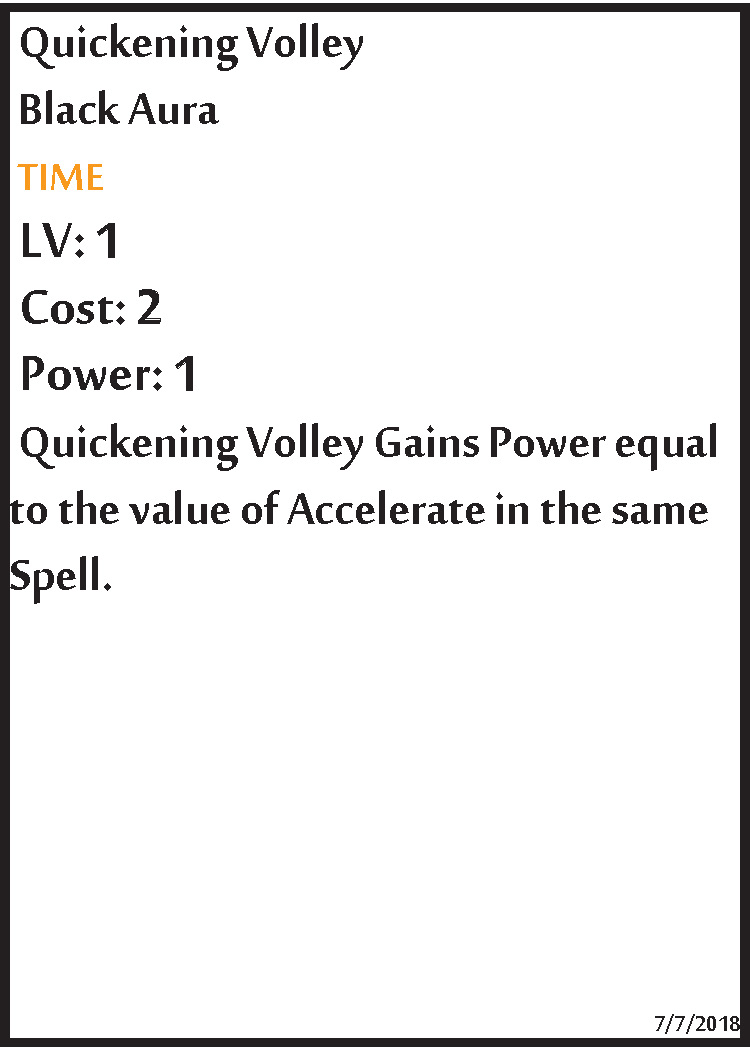 Quickening Volley
Black Aura
TIME
LV: 1
Cost: 2
Power: 1
Quickening Volley Gains Power equal
to the value of Accelerate in the same
Spell.
7/7/2018